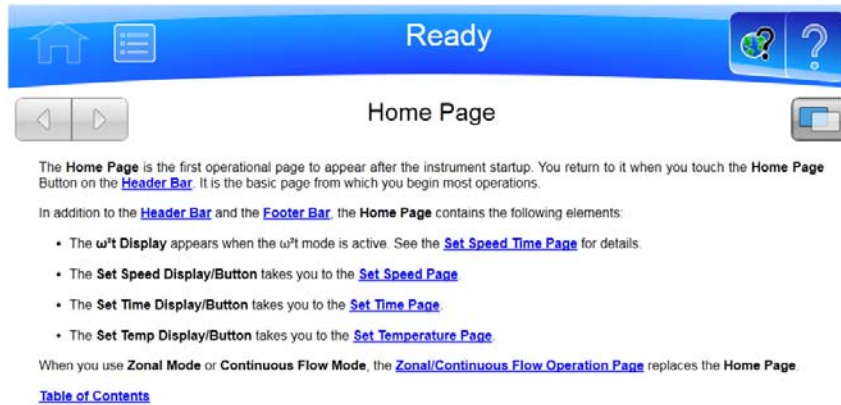 Ready
Home Page
The Home Page is the first operational page to appear after the instrument startup. You return to it when you touch the Home Page
Button on the Header Bar. It is the basic page from which you begin most operations.
In addition to the Header Bar and the Footer Bar, the Home Page contains the following elements:
• The ω²t Display appears when the ω²t mode is active. See the Set Speed Time Page for details.
• The Set Speed Display/Button takes you to the Set Speed Page.
• The Set Time Display/Button takes you to the Set Time Page.
• The Set Temp Display/Button takes you to the Set Temperature Page.
When you use Zonal Mode or Continuous Flow Mode, the Zonal/Continuous Flow Operation Page replaces the Home Page.
Table of Contents